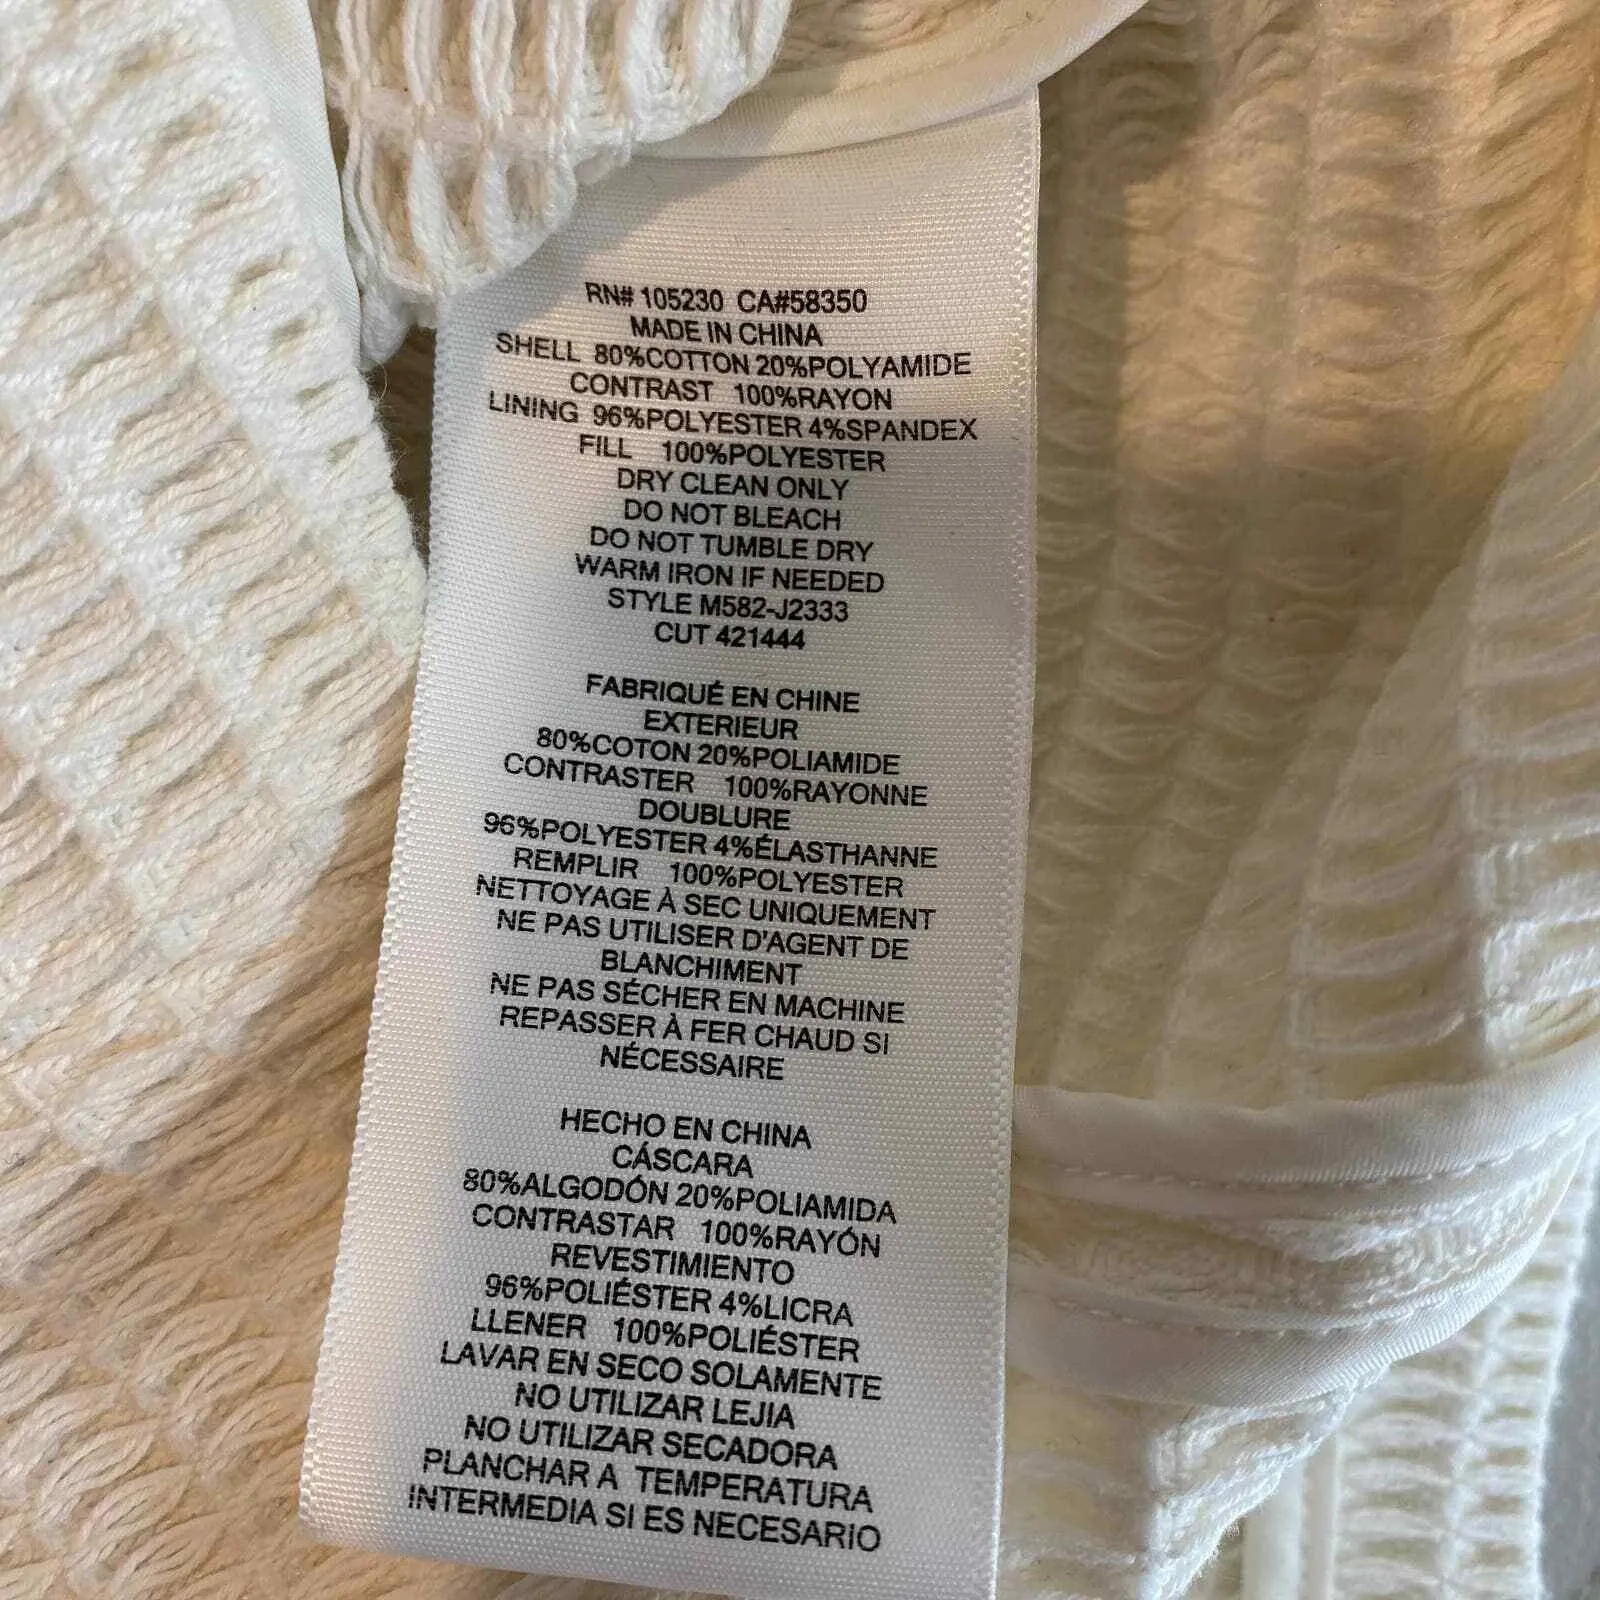 RN# 105230 CA#58350
MADE IN CHINA
SHELL 80%COTTON 20%POLYAMIDE
CONTRAST 100%RAYON
LINING 96%POLYESTER 4%SPANDEX
FILL 100%POLYESTER
DRY CLEAN ONLY
DO NOT BLEACH
DO NOT TUMBLE DRY
WARM IRON IF NEEDED
STYLE M582-J2333
CUT 421444
FABRIQUÉ EN CHINE
EXTERIEUR
80%COTON 20%POLIAMIDE
CONTRASTER 100%RAYONNE
DOUBLURE
96%POLYESTER 4%ÉLASTHANNE
REMPLIR 100%POLYESTER
NETTOYAGE À SEC UNIQUEMENT
NE PAS UTILISER D'AGENT DE
BLANCHIMENT
NE PAS SÉCHER EN MACHINE
REPASSER À FER CHAUD SI
NÉCESSAIRE
HECHO EN CHINA
CÁSCARA
80%ALGODÓN 20%POLIAMIDA
CONTRASTAR 100%RAYÓN
REVESTIMIENTO
96%POLIÉSTER 4%LICRA
LLENER 100%POLIÉSTER
LAVAR EN SECO SOLAMENTE
NO UTILIZAR LEJIA
NO UTILIZAR SECADORA
PLANCHAR A TEMPERATURA
INTERMEDIA SI ES NECESARIO